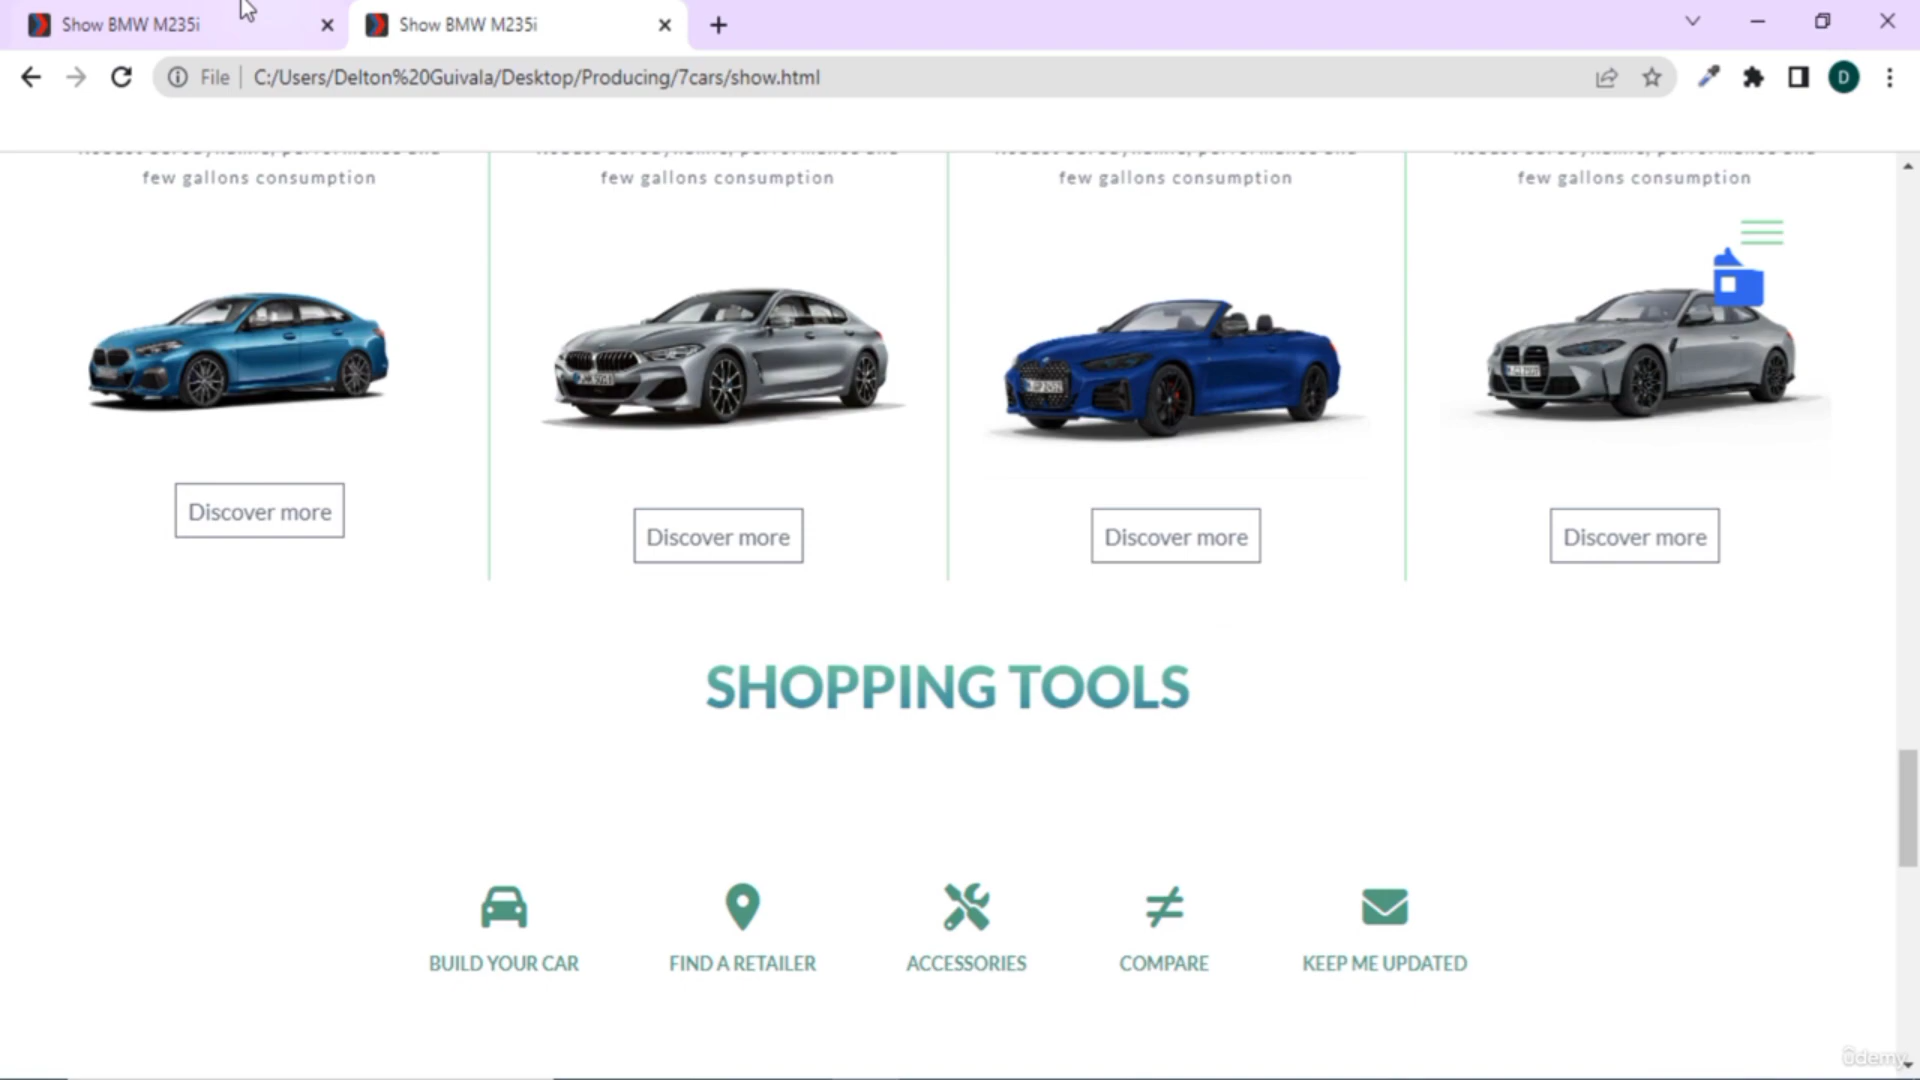 Show BMW M235i
Show BMW M235i
File
C:/Users/Delton%20Guivala/Desktop/Producing/7cars/show.html
D
few gallons consumption
few gallons consumption
few gallons consumption
few gallons consumption
Discover more
Discover more
Discover more
Discover more
SHOPPING TOOLS
BUILD YOUR CAR
FIND A RETAILER
ACCESSORIES
COMPARE
KEEP ME UPDATED
ûdemy